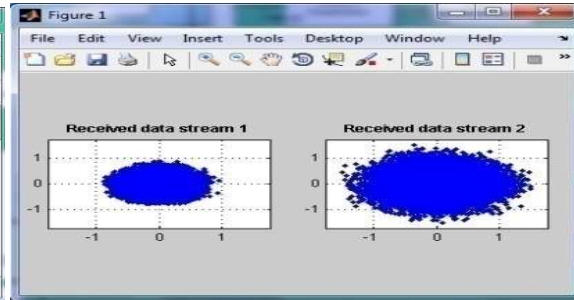 Figure 1
File Edit View Insert Tools Desktop Window Help
Received data stream 1
Received data stream 2
1
0
-1
-1 0 1
1
0
-1
-1 0 1